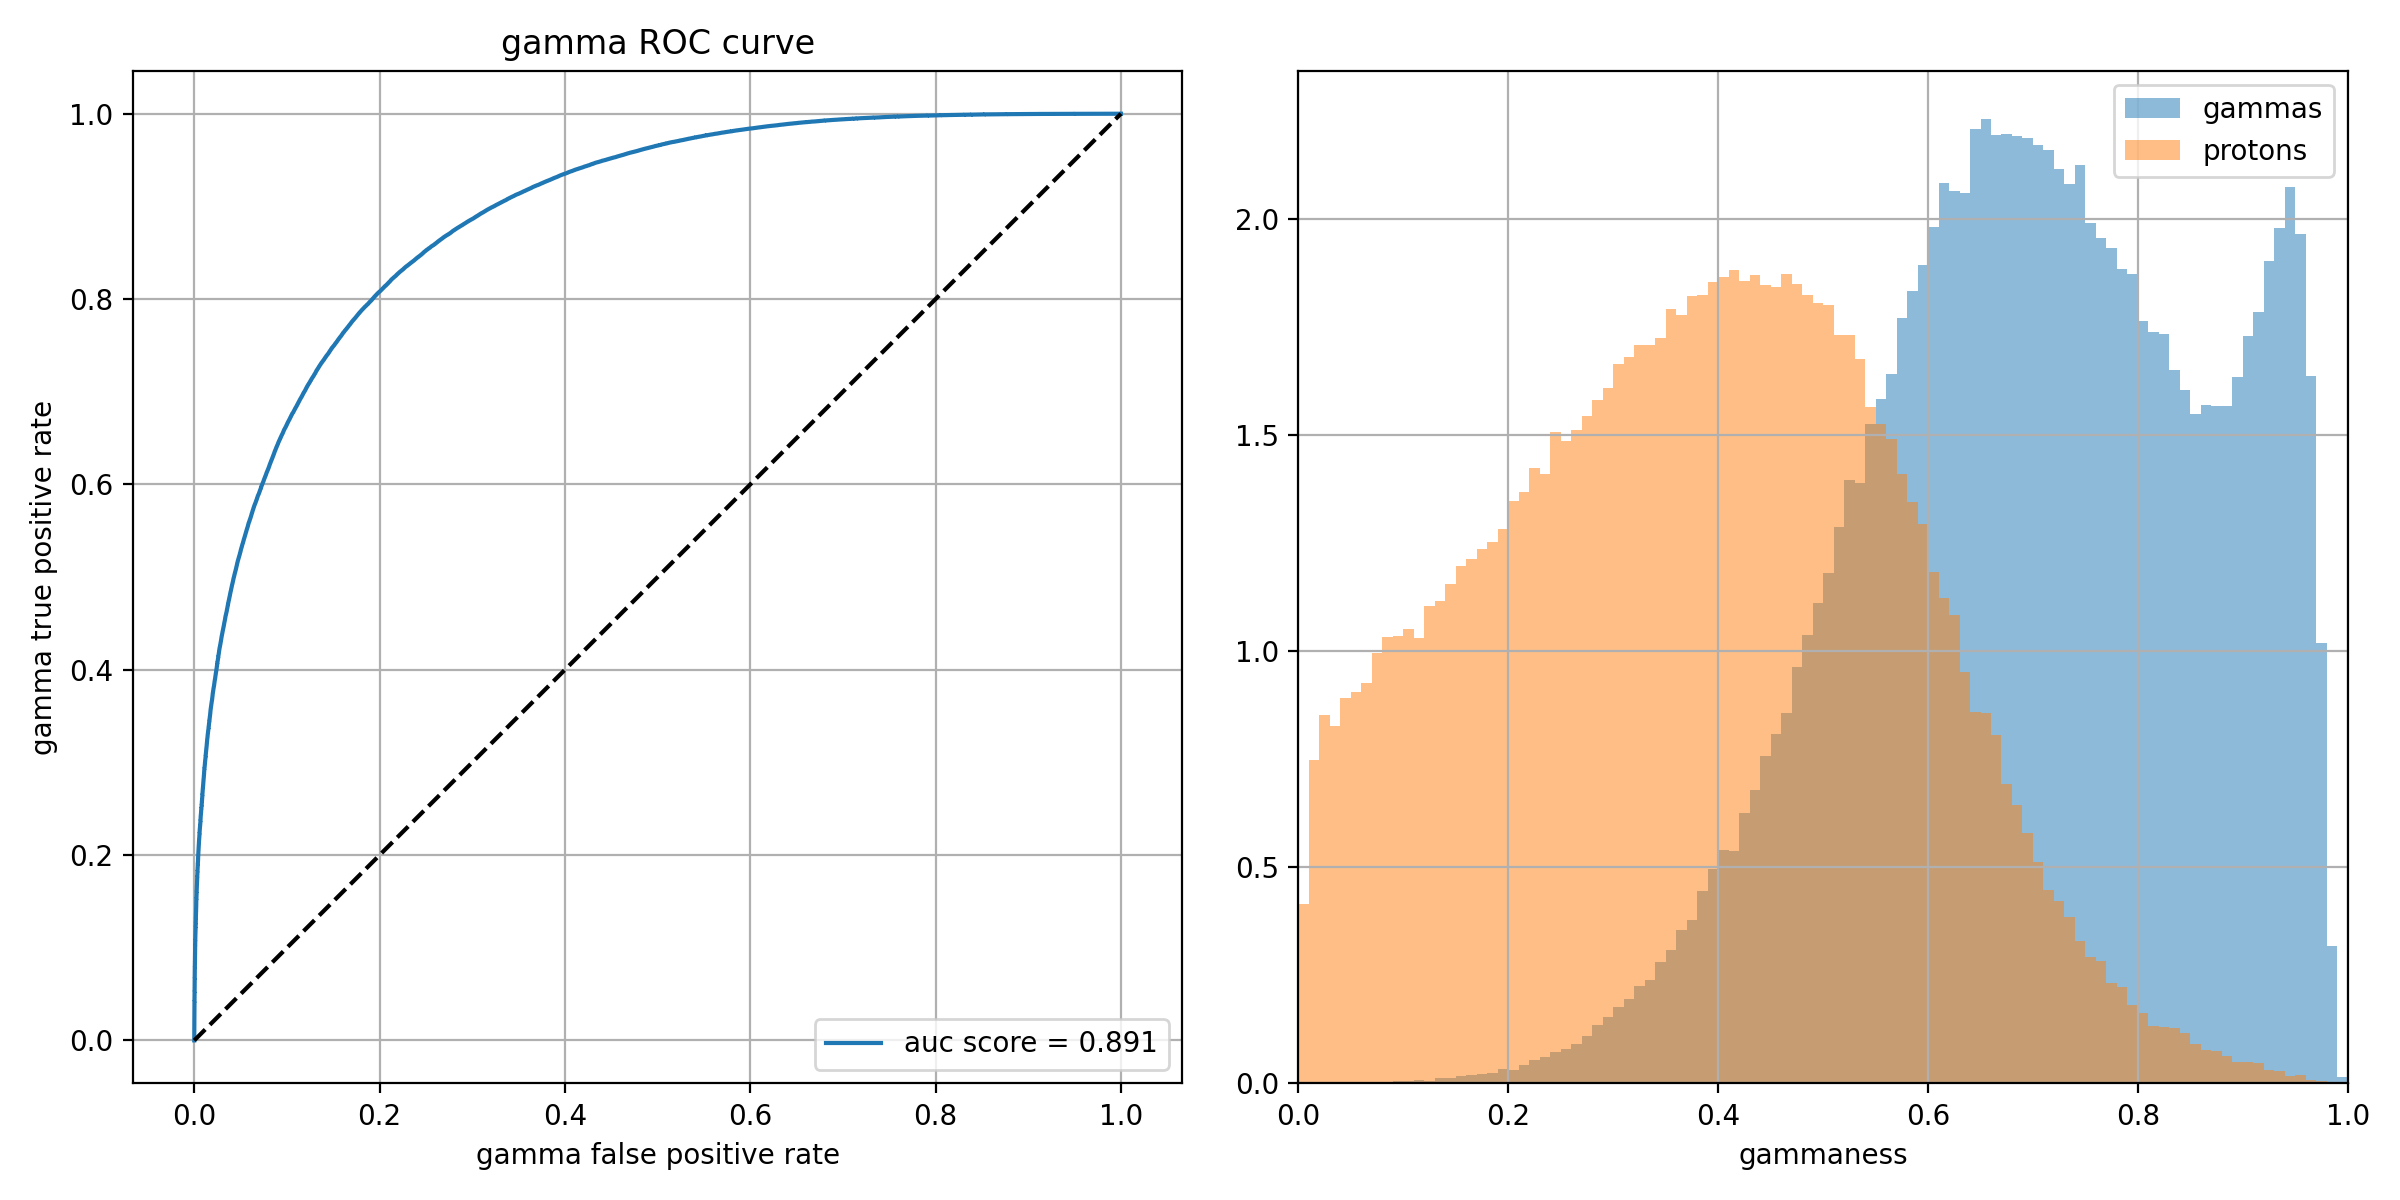 gamma ROC curve
1.0
0.8
0.6
0.4
0.2
0.0
gamma true positive rate
0.0 0.2 0.4 0.6 0.8 1.0
gamma false positive rate
auc score = 0.891
gammas
protons
2.0
1.5
1.0
0.5
0.0
0.0 0.2 0.4 0.6 0.8 1.0
gammaness